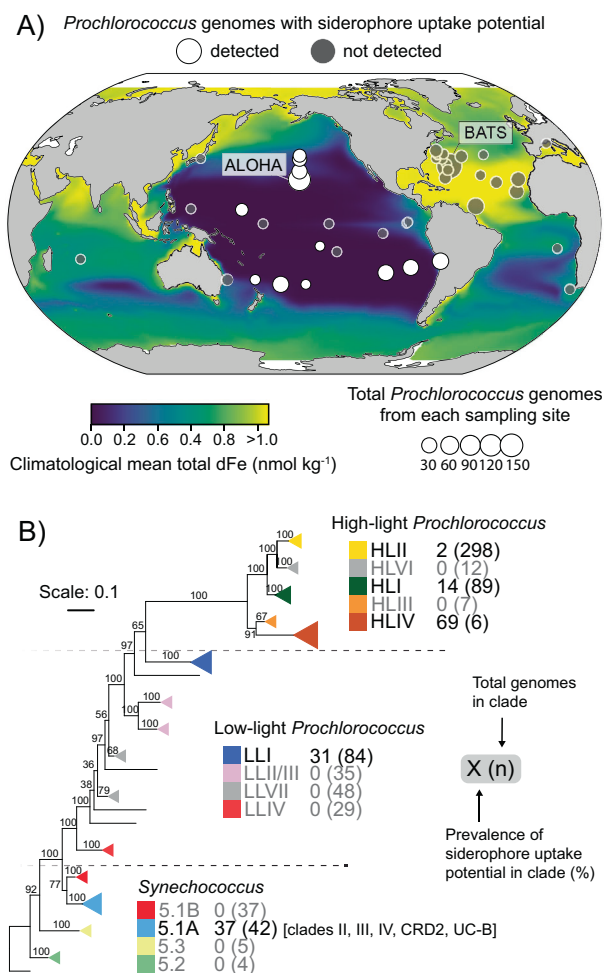 A)
Prochlorococcus genomes with siderophore uptake potential
detected
not detected
BATS
ALOHA
0.0 0.2 0.4 0.6 0.8 >1.0
Climatological mean total dFe (nmol kg-1)
Total Prochlorococcus genomes
from each sampling site
30 60 90 120 150
B)
Scale: 0.1
High-light Prochlorococcus
HLII 2 (298)
HLVI 0 (12)
HLI 14 (89)
HLIII 0 (7)
HLIV 69 (6)
100
100
100
100
100
100
67
91
65
97
100
100
100
56
97
68
36
38
79
100
100
100
92
77
100
100
100
Low-light Prochlorococcus
LLI 31 (84)
LLII/III 0 (35)
LLVII 0 (48)
LLIV 0 (29)
Total genomes
in clade
X (n)
Prevalence of
siderophore uptake
potential in clade (%)
Synechococcus
5.1B 0 (37)
5.1A 37 (42) [clades II, III, IV, CRD2, UC-B]
5.3 0 (5)
5.2 0 (4)